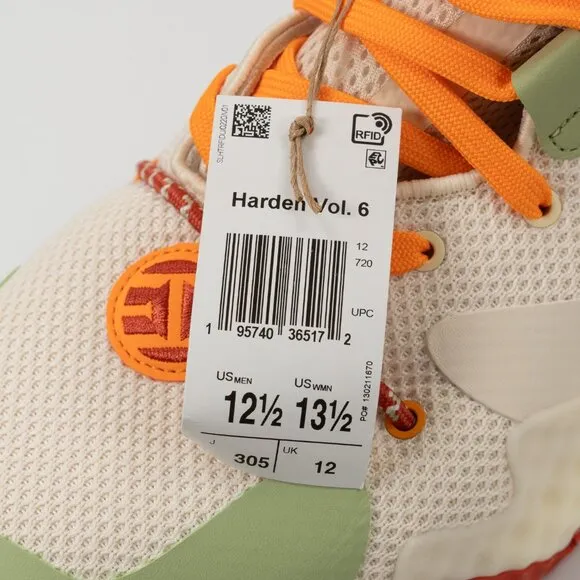 SLHTRFIDLU022DV01
RFID
Harden Vol. 6
12
720
UPC
1 95740 36517 2
PO# 130211670
US MEN US WMN
12½ 13½
J 305 UK 12